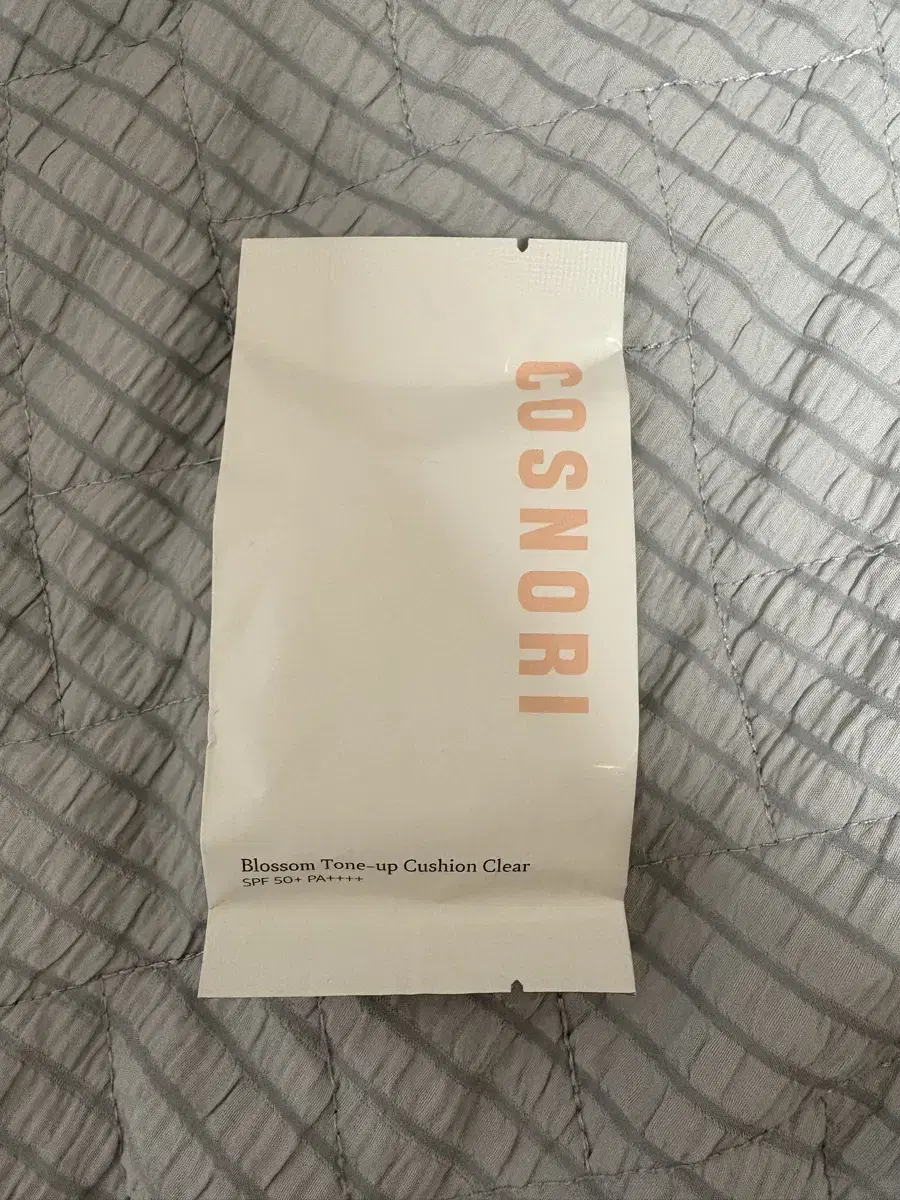 COSNORI
Blossom Tone-up Cushion Clear
SPF 50+ PA++++